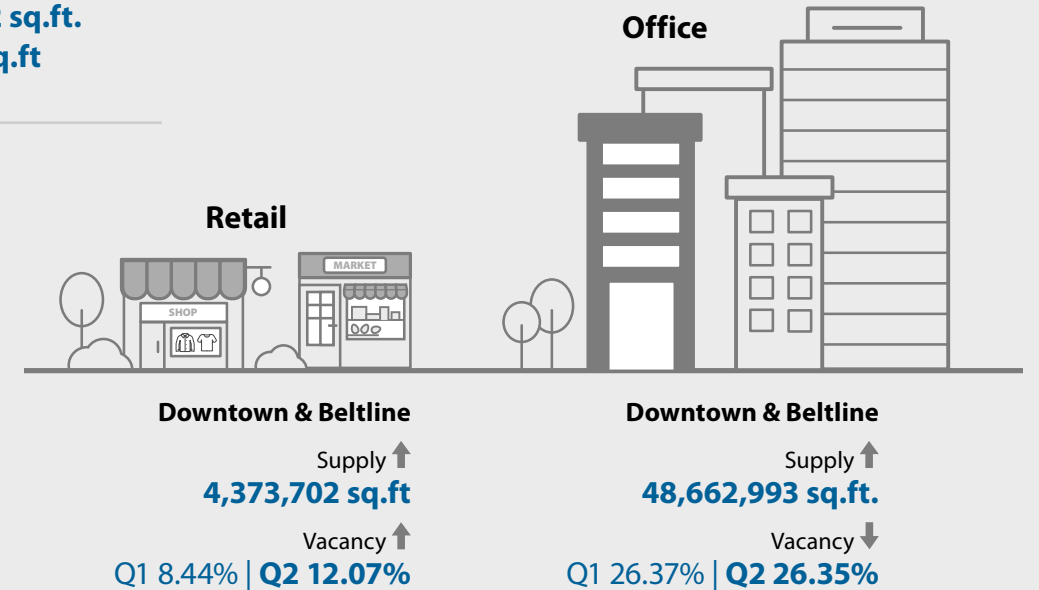 sq.ft.
Office
Retail
MARKET
SHOP
Downtown & Beltline
Supply
4,373,702 sq.ft
Vacancy
Q1 8.44% | Q2 12.07%
Downtown & Beltline
Supply
48,662,993 sq.ft.
Vacancy
Q1 26.37% | Q2 26.35%